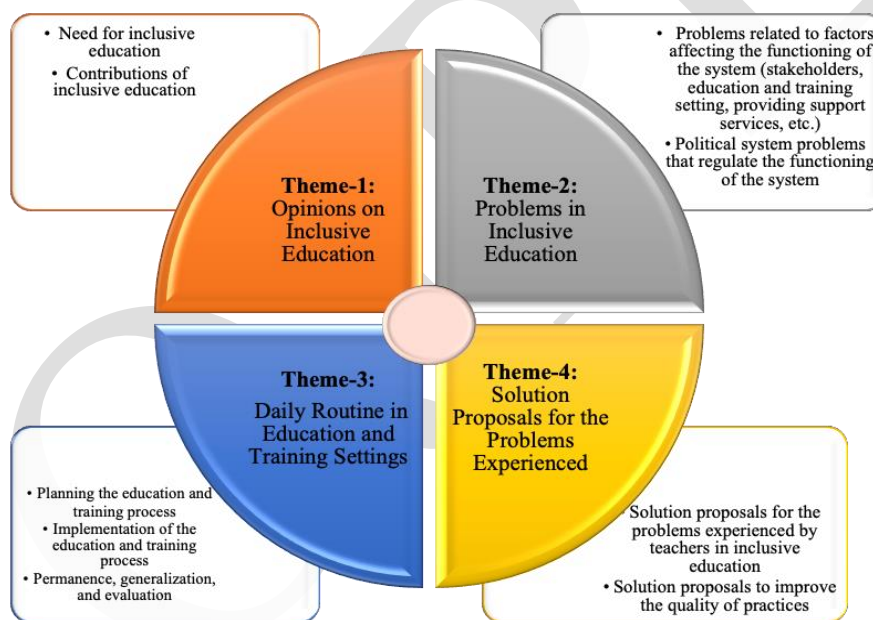 • Need for inclusive
education
• Contributions of
inclusive education
• Problems related to factors
affecting the functioning of
the system (stakeholders,
education and training
setting, providing support
services, etc.)
• Political system problems
that regulate the functioning
of the system
Theme-1:
Opinions on
Inclusive
Education
Theme-2:
Problems in
Inclusive
Education
Theme-3:
Daily Routine in
Education and
Training Settings
Theme-4:
Solution
Proposals for the
Problems
Experienced
• Planning the education and
training process
• Implementation of the
education and training
process
• Permanence, generalization,
and evaluation
• Solution proposals for the
problems experienced by
teachers in inclusive
education
• Solution proposals to improve
the quality of practices